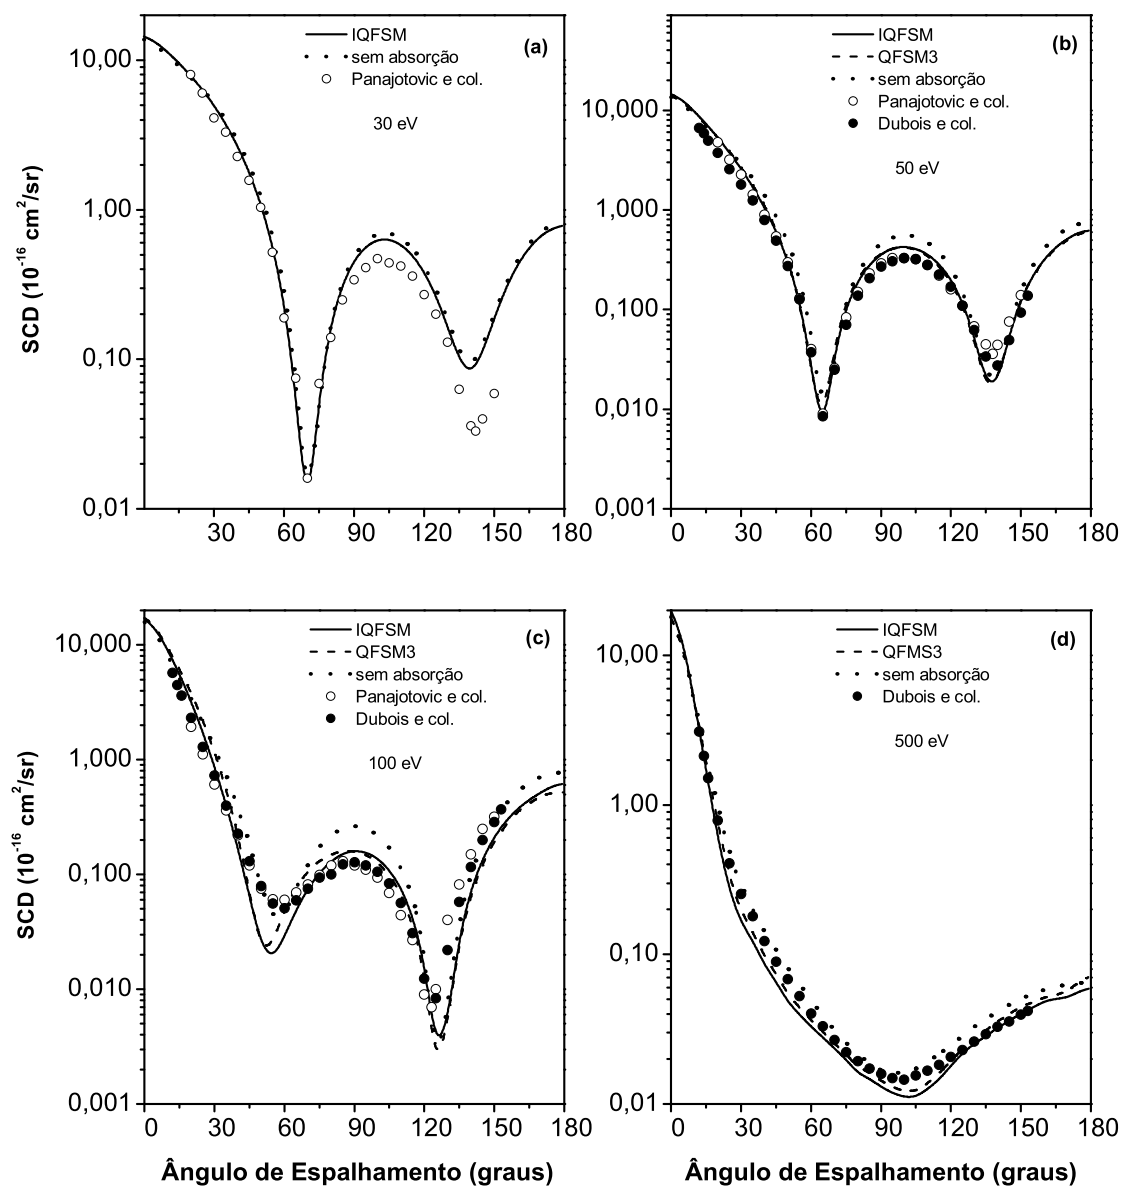 IQFSM
sem absorção
Panajotovic e col.
(a)
30 eV
10,00
1,00
0,10
0,01
SCD (10⁻¹⁶ cm²/sr)
30 60 90 120 150 180
IQFSM
QFSM3
sem absorção
Panajotovic e col.
Dubois e col.
(b)
50 eV
10,000
1,000
0,100
0,010
0,001
0 30 60 90 120 150 180
IQFSM
QFSM3
sem absorção
Panajotovic e col.
Dubois e col.
(c)
100 eV
10,000
1,000
0,100
0,010
0,001
SCD (10⁻¹⁶ cm²/sr)
0 30 60 90 120 150 180
Ângulo de Espalhamento (graus)
IQFSM
QFMS3
sem absorção
Dubois e col.
(d)
500 eV
10,00
1,00
0,10
0,01
0 30 60 90 120 150 180
Ângulo de Espalhamento (graus)